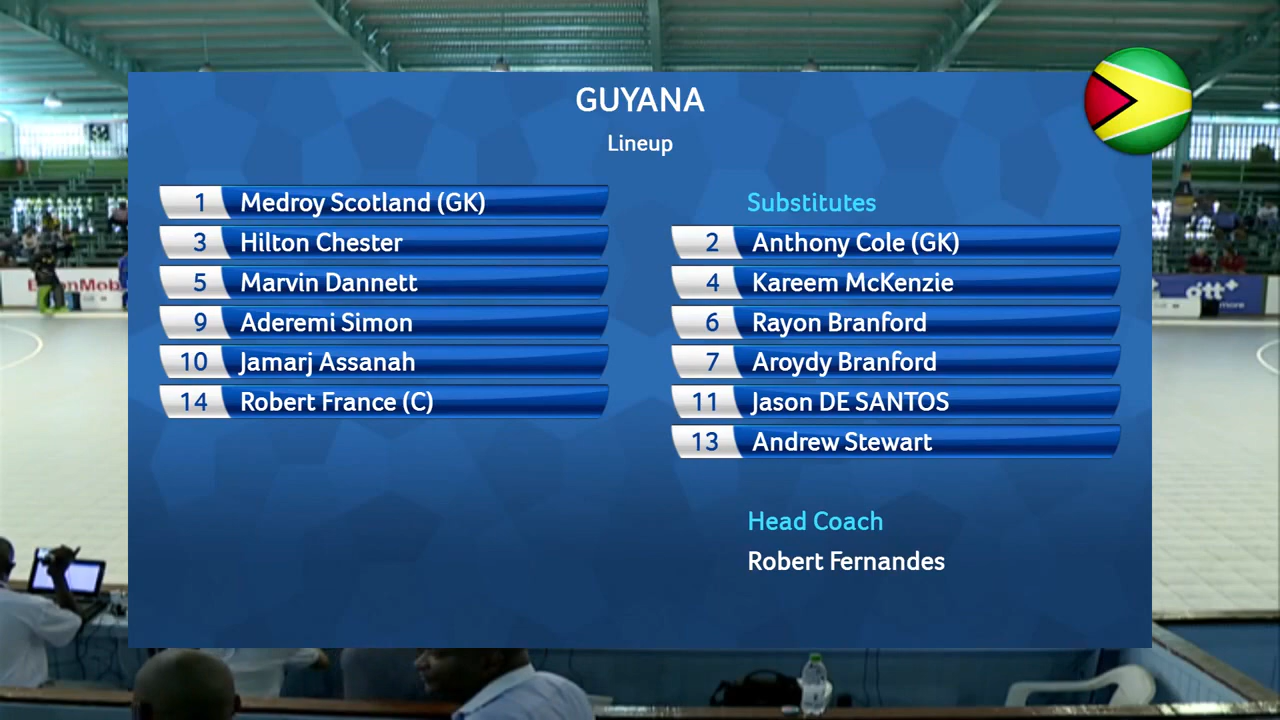 GUYANA
Lineup
1 Medroy Scotland (GK)
3 Hilton Chester
5 Marvin Dannett
9 Aderemi Simon
10 Jamarj Assanah
14 Robert France (C)
Substitutes
2 Anthony Cole (GK)
4 Kareem McKenzie
6 Rayon Branford
7 Aroydy Branford
11 Jason DE SANTOS
13 Andrew Stewart
Head Coach
Robert Fernandes
gtt+
more